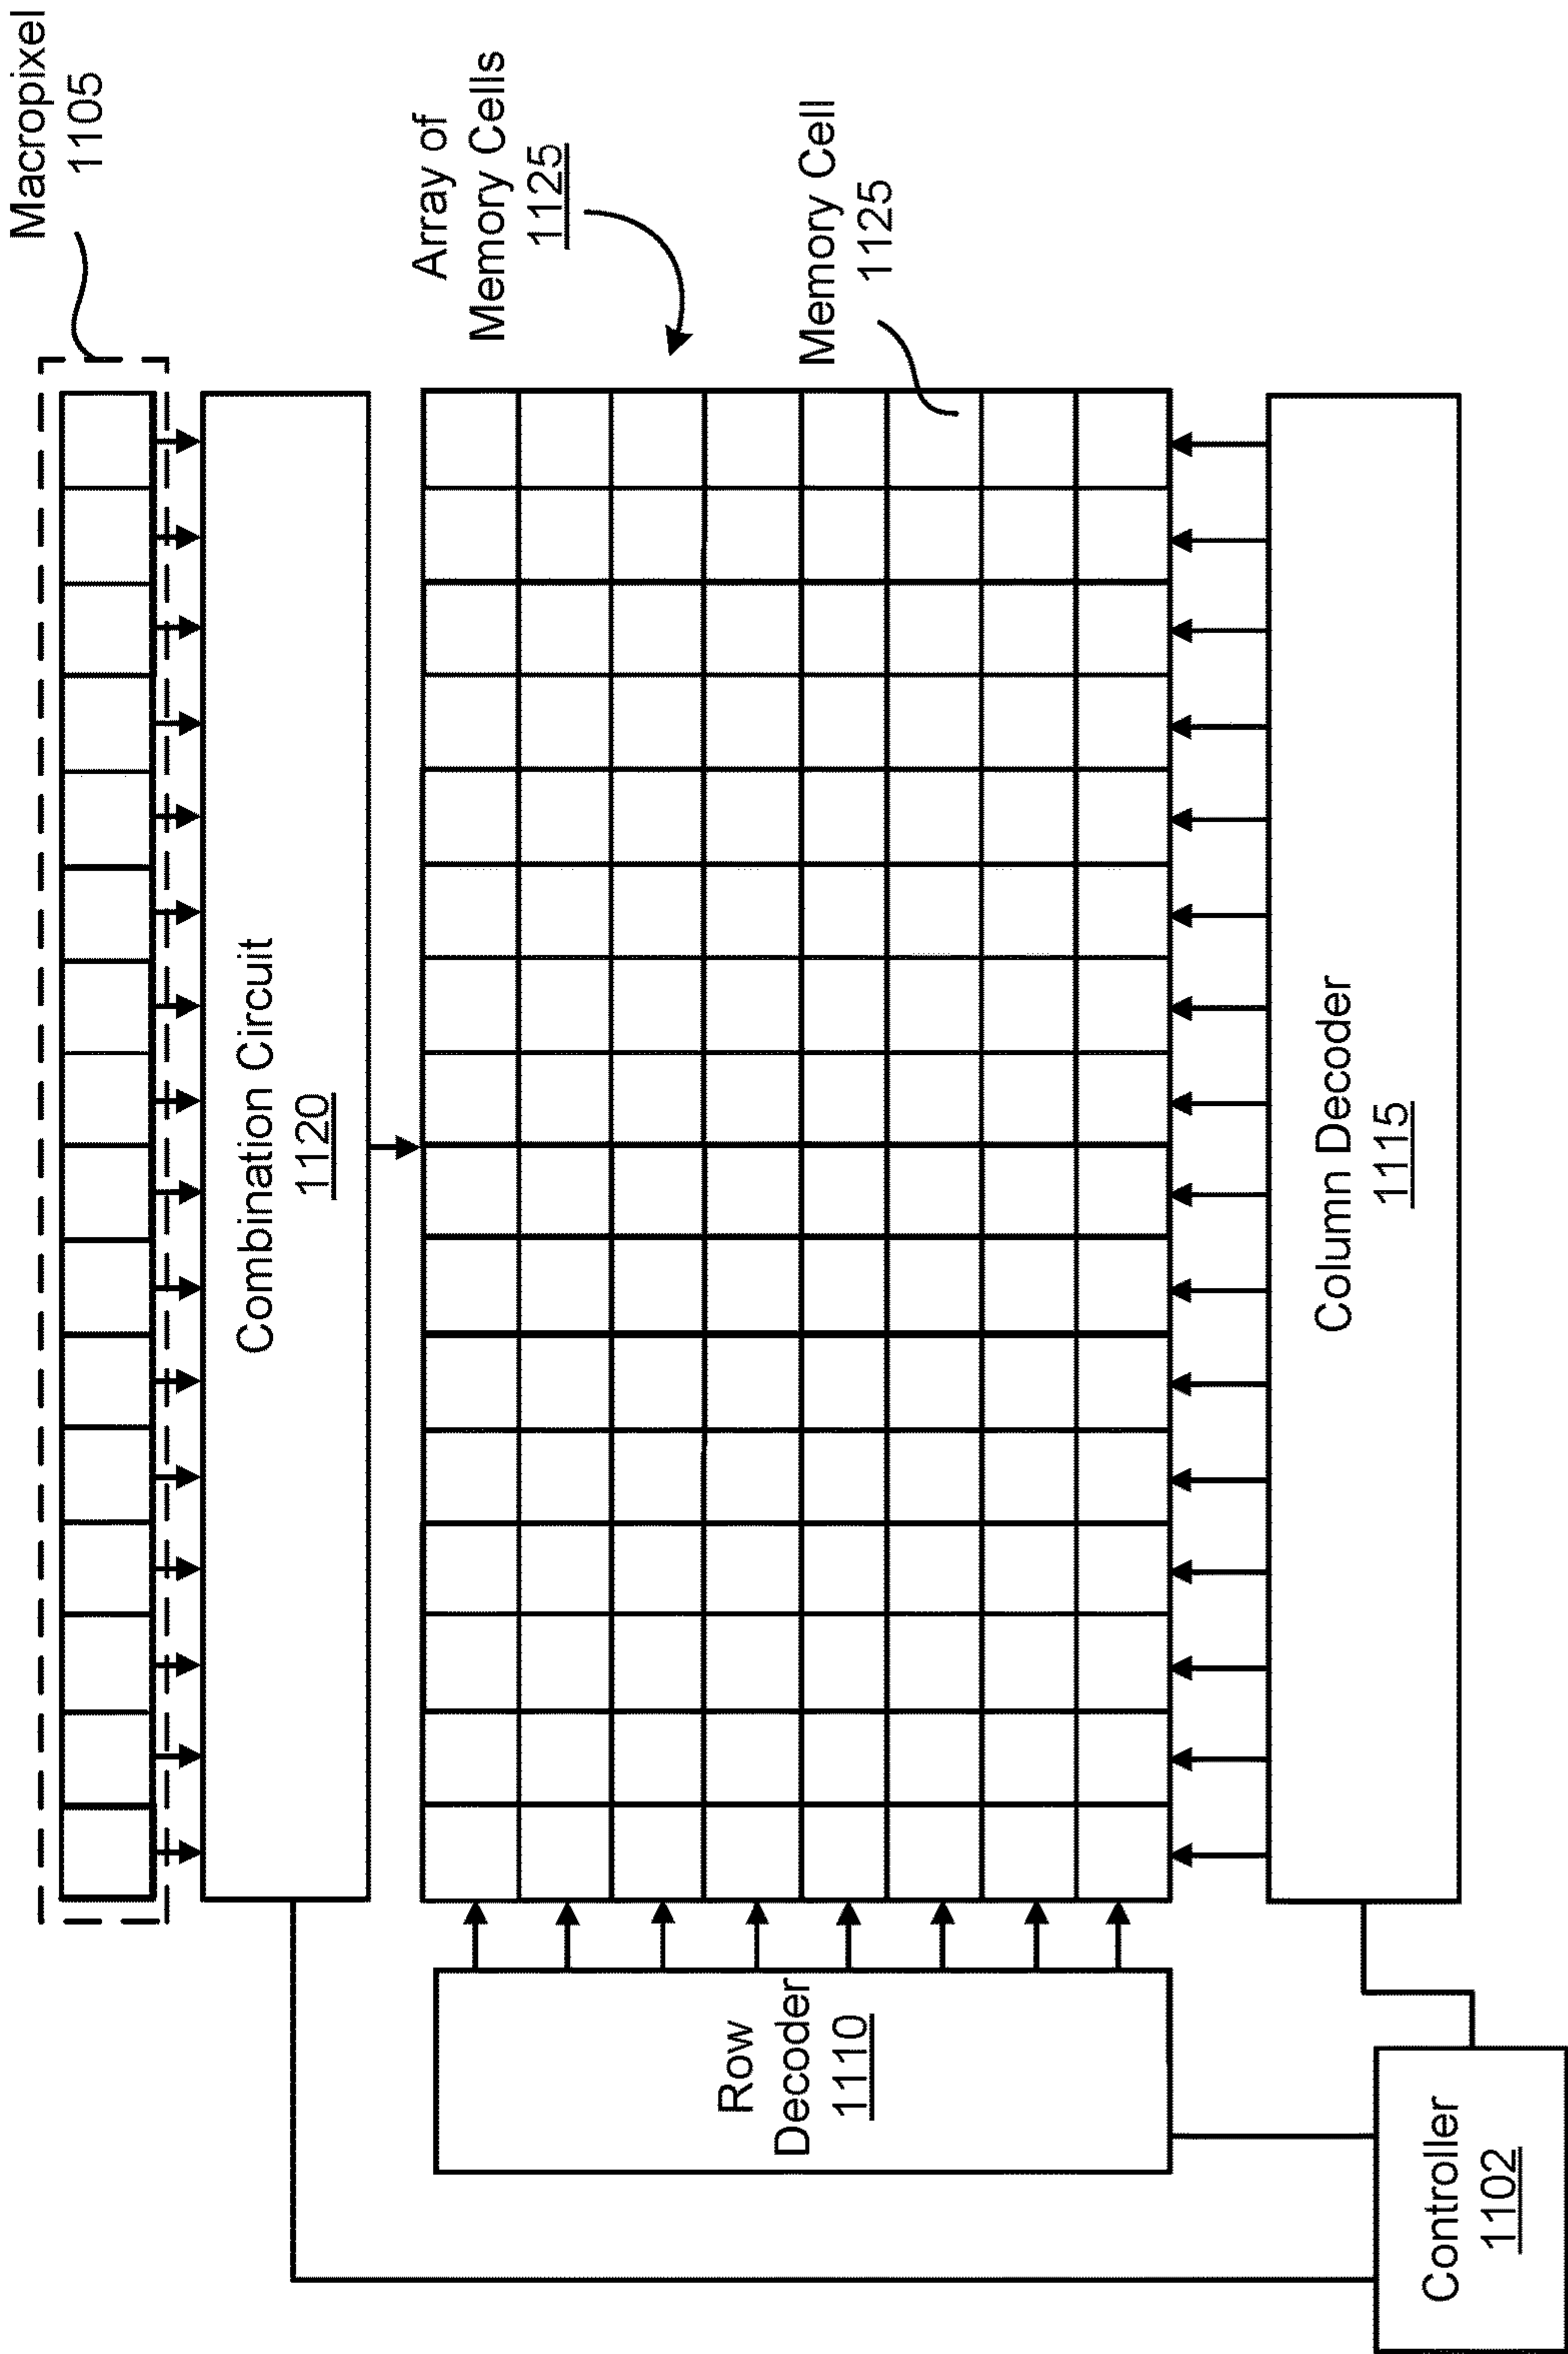 Macropixel
1105
Combination Circuit
1120
Array of
Memory Cells
1125
Memory Cell
1125
Row
Decoder
1110
Column Decoder
1115
Controller
1102